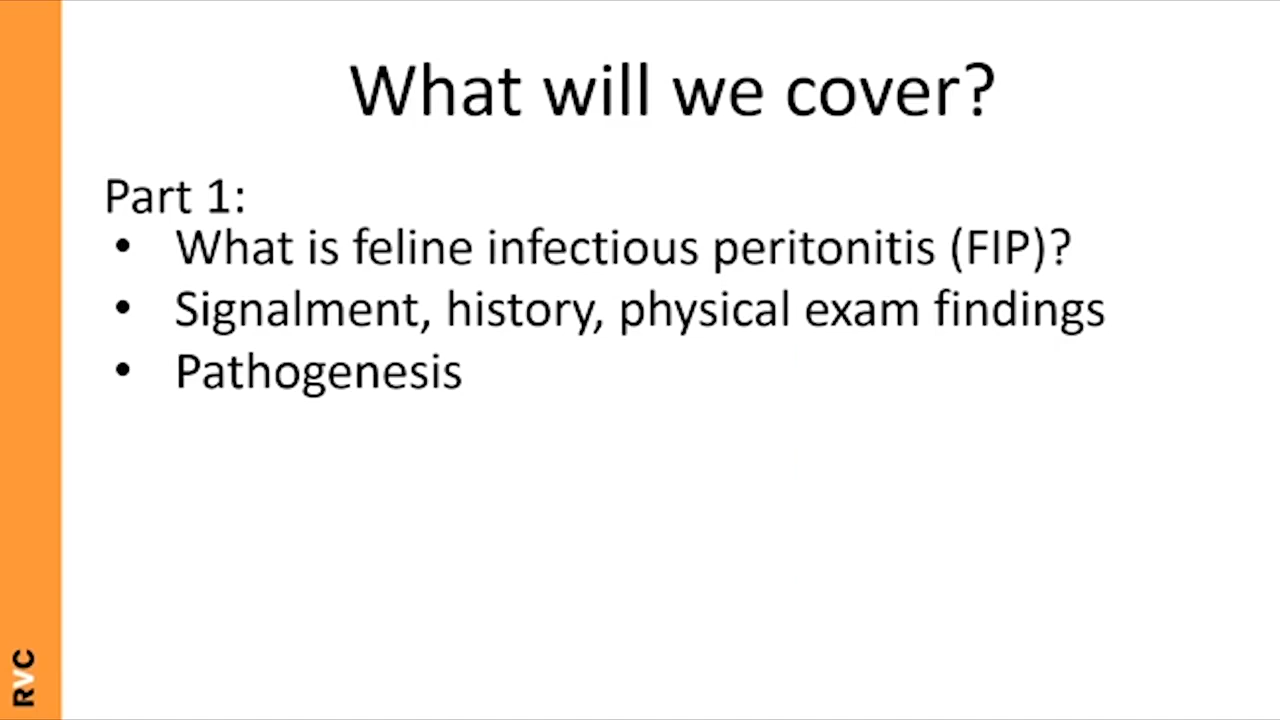 What will we cover?
Part 1:
• What is feline infectious peritonitis (FIP)?
• Signalment, history, physical exam findings
• Pathogenesis
RVC